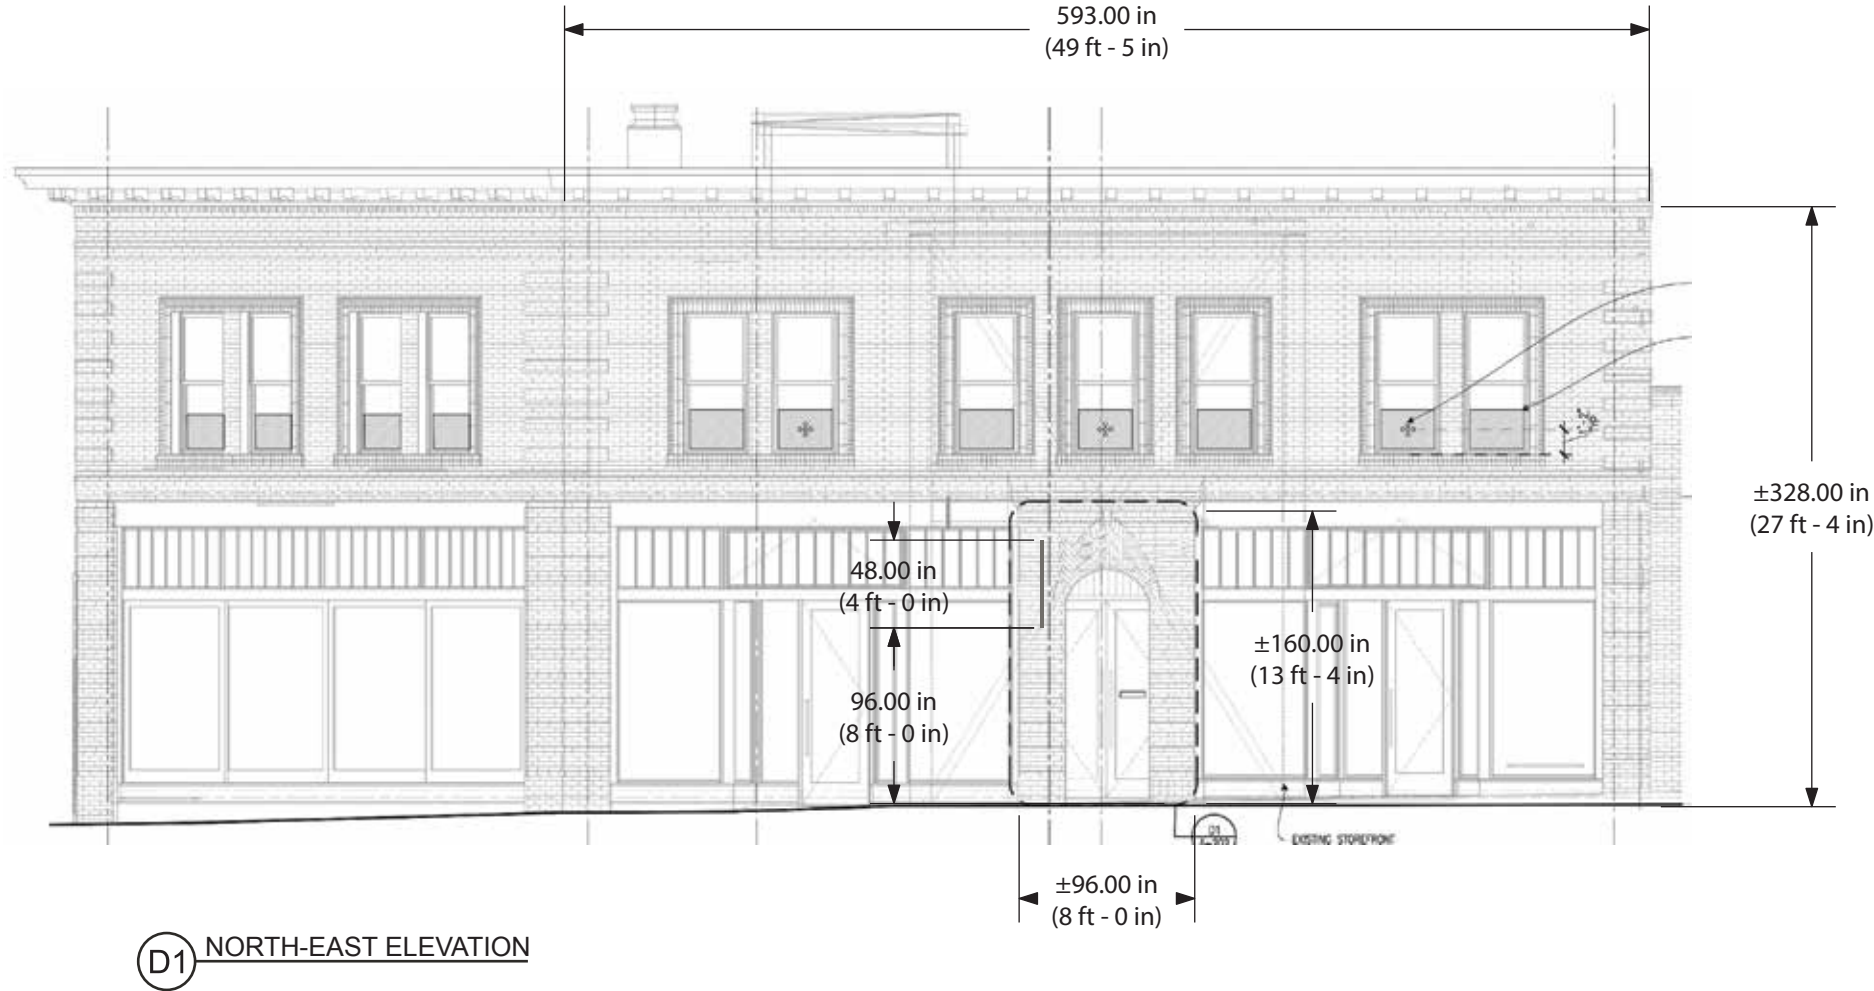 593.00 in
(49 ft - 5 in)
±328.00 in
(27 ft - 4 in)
48.00 in
(4 ft - 0 in)
±160.00 in
(13 ft - 4 in)
96.00 in
(8 ft - 0 in)
D1
EXISTING STOREFRONT
±96.00 in
(8 ft - 0 in)
D1 NORTH-EAST ELEVATION